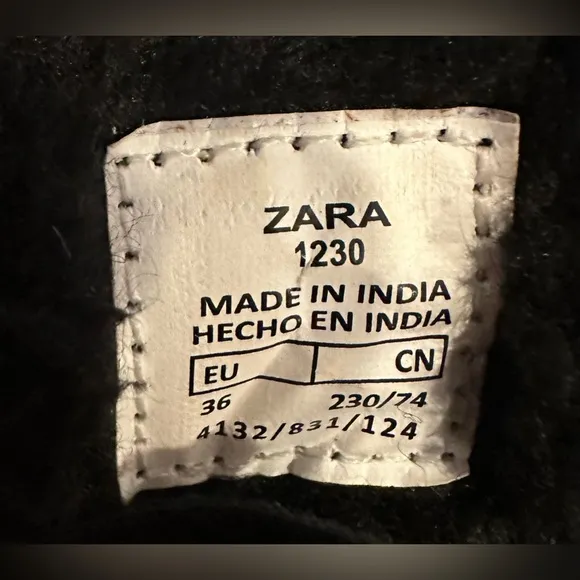 ZARA
1230
MADE IN INDIA
HECHO EN INDIA
EU CN
36 230/74
4132/831/124